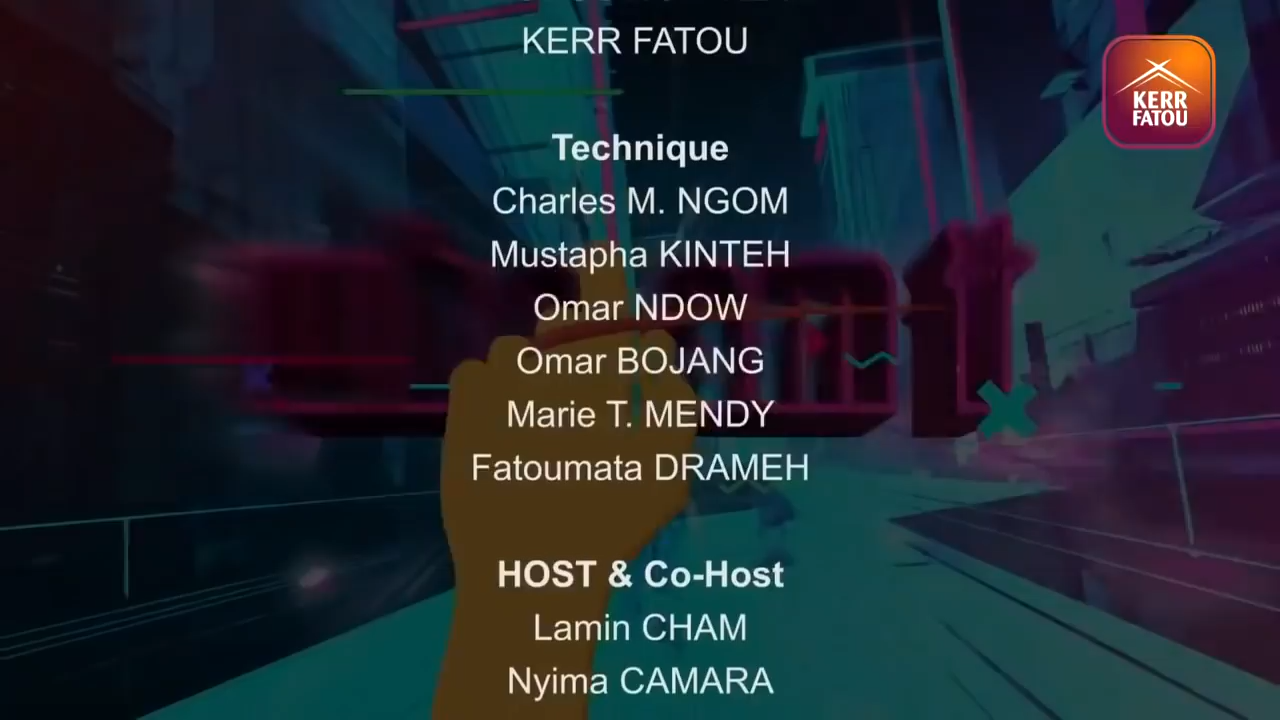 KERR FATOU
KERR
FATOU
Technique
Charles M. NGOM
Mustapha KINTEH
Omar NDOW
Omar BOJANG
Marie T. MENDY
Fatoumata DRAMEH
HOST & Co-Host
Lamin CHAM
Nyima CAMARA